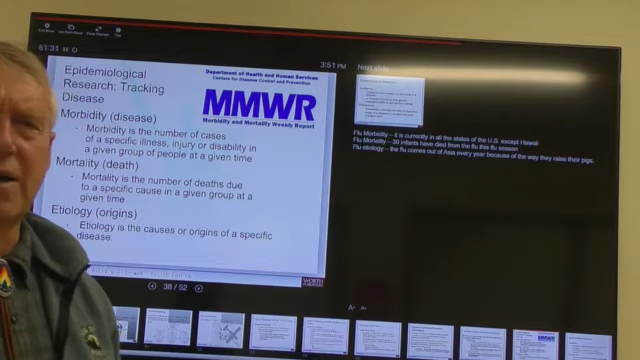 51:31
3:51 PM
Next slide
Epidemiological
Research: Tracking
Disease
Department of Health and Human Services
Centers for Disease Control and Prevention
MMWR
Morbidity and Mortality Weekly Report
Morbidity (disease)
- Morbidity is the number of cases
of a specific illness, injury or disability in
a given group of people at a given time
Mortality (death)
- Mortality is the number of deaths due
to a specific cause in a given group at a
given time
Etiology (origins)
- Etiology is the causes or origins of a specific
disease.
Flu Morbidity – it is currently in all the states of the U.S. except Hawaii
Flu Mortality – 30 infants have died from the flu this flu season
Flu etiology – the flu comes out of Asia every year because of the way they raise their pigs.
WORTH
38 / 52